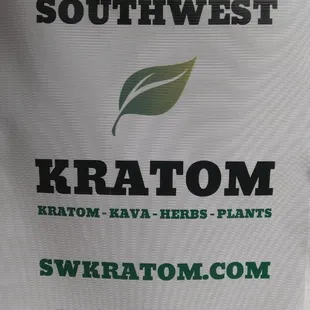 SOUTHWEST
KRATOM
KRATOM - KAVA - HERBS - PLANTS
SWKRATOM.COM